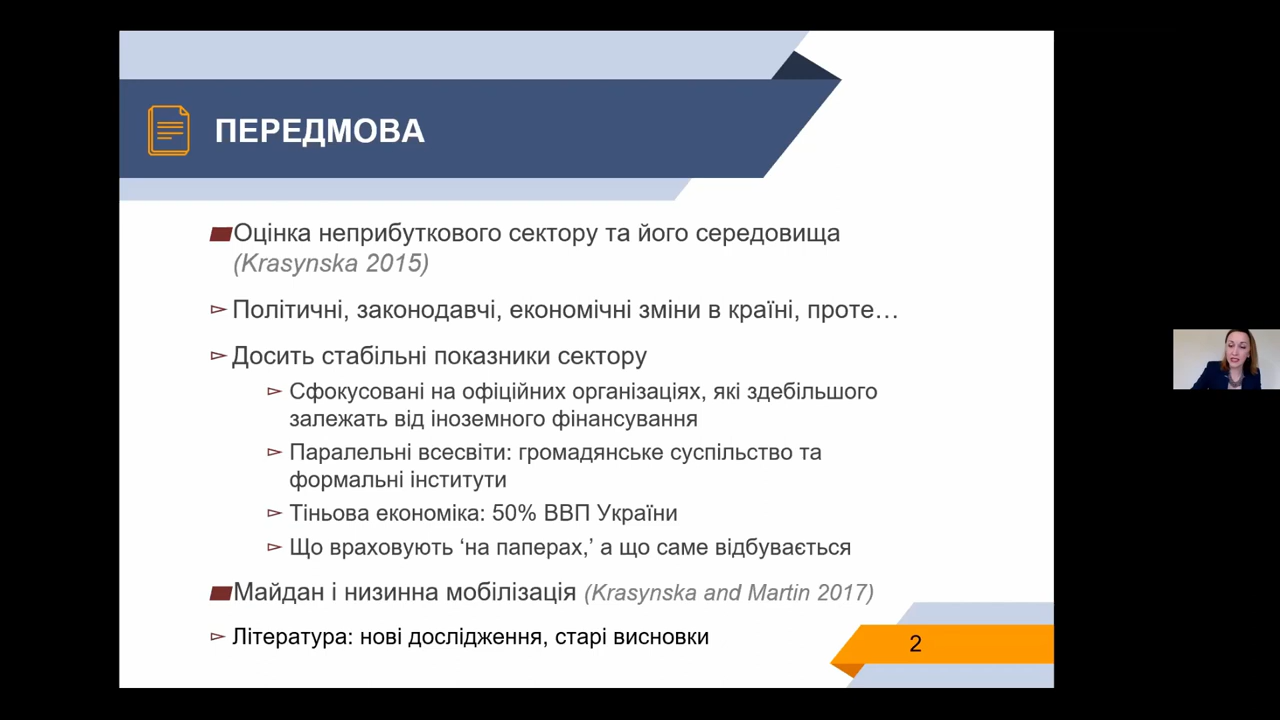 ПЕРЕДМОВА
Оцінка неприбуткового сектору та його середовища
(Krasynska 2015)
Політичні, законодавчі, економічні зміни в країні, проте…
Досить стабільні показники сектору
Сфокусовані на офіційних організаціях, які здебільшого
залежать від іноземного фінансування
Паралельні всесвіти: громадянське суспільство та
формальні інститути
Тіньова економіка: 50% ВВП України
Що враховують ‘на паперах,’ а що саме відбувається
Майдан і низинна мобілізація (Krasynska and Martin 2017)
Література: нові дослідження, старі висновки
2